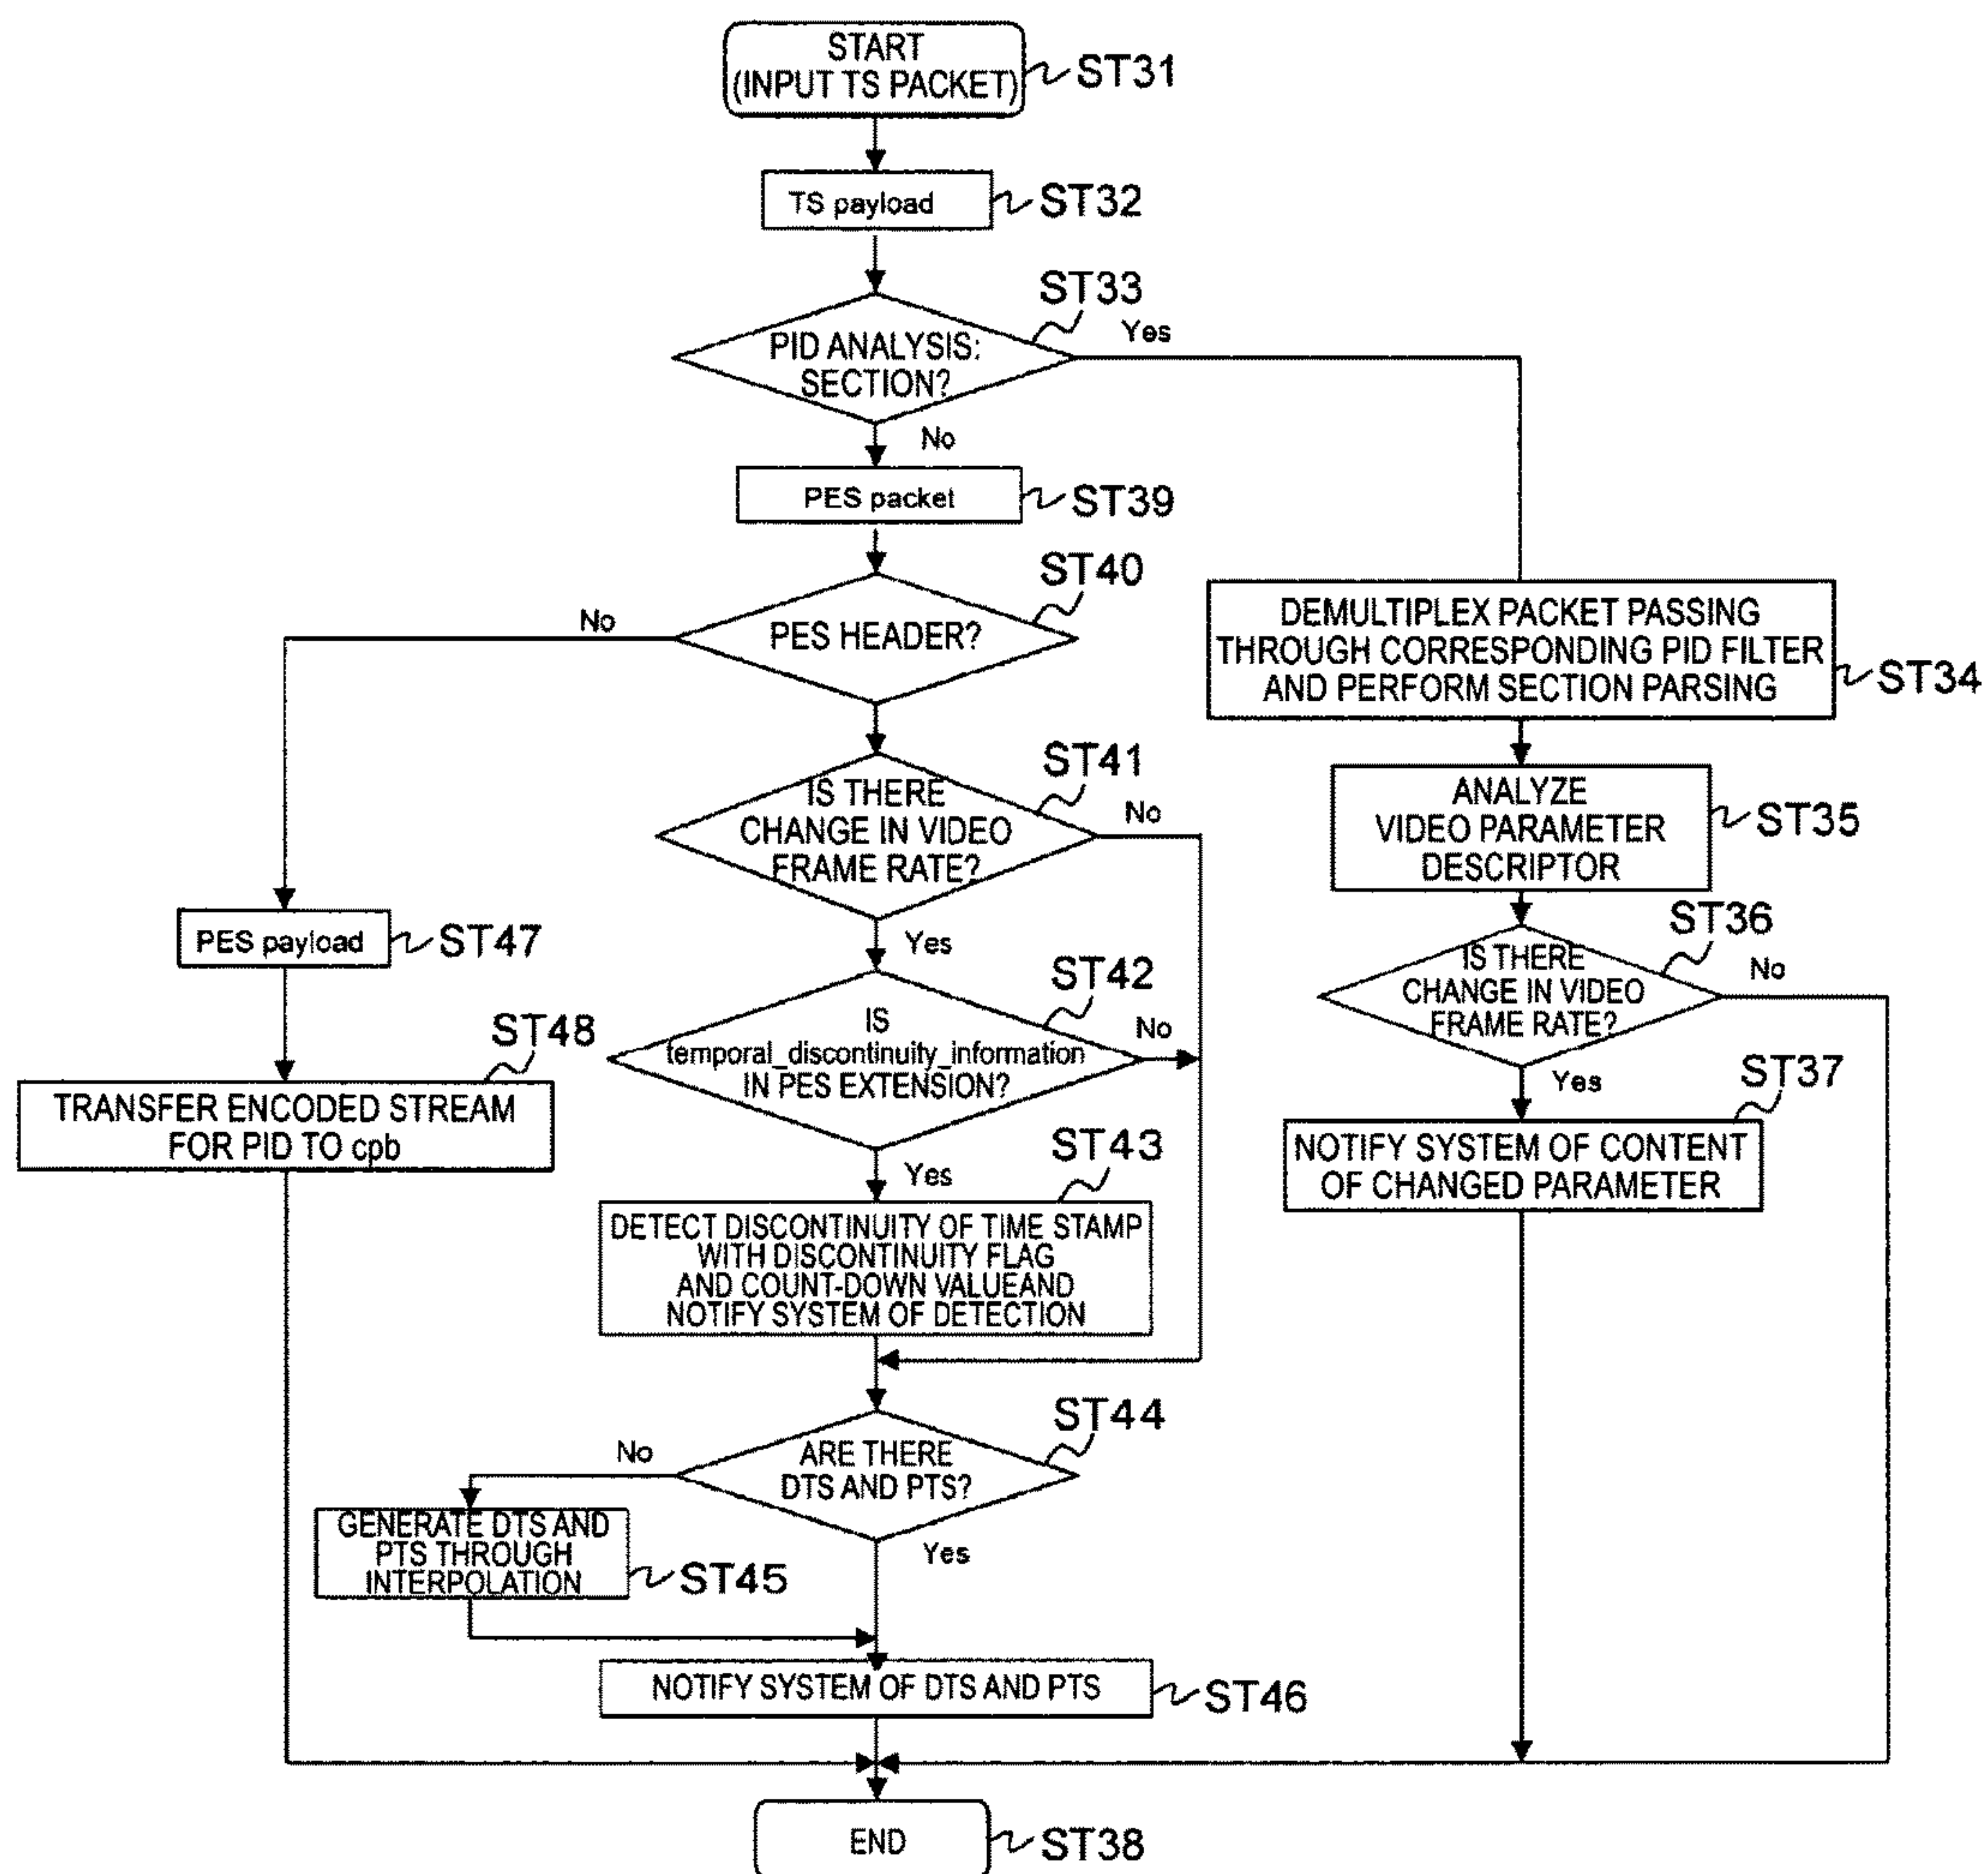 START
(INPUT TS PACKET)
ST31
TS payload
ST32
ST33
PID ANALYSIS:
SECTION?
Yes
No
PES packet
ST39
ST40
PES HEADER?
No
DEMULTIPLEX PACKET PASSING
THROUGH CORRESPONDING PID FILTER
AND PERFORM SECTION PARSING
ST34
ST41
IS THERE
CHANGE IN VIDEO
FRAME RATE?
No
Yes
ANALYZE
VIDEO PARAMETER
DESCRIPTOR
ST35
PES payload
ST47
ST36
IS THERE
CHANGE IN VIDEO
FRAME RATE?
No
Yes
ST42
IS
temporal_discontinuity_information
IN PES EXTENSION?
No
Yes
ST48
TRANSFER ENCODED STREAM
FOR PID TO cpb
ST37
NOTIFY SYSTEM OF CONTENT
OF CHANGED PARAMETER
ST43
DETECT DISCONTINUITY OF TIME STAMP
WITH DISCONTINUITY FLAG
AND COUNT-DOWN VALUEAND
NOTIFY SYSTEM OF DETECTION
ST44
ARE THERE
DTS AND PTS?
No
Yes
GENERATE DTS AND
PTS THROUGH
INTERPOLATION
ST45
NOTIFY SYSTEM OF DTS AND PTS
ST46
END
ST38